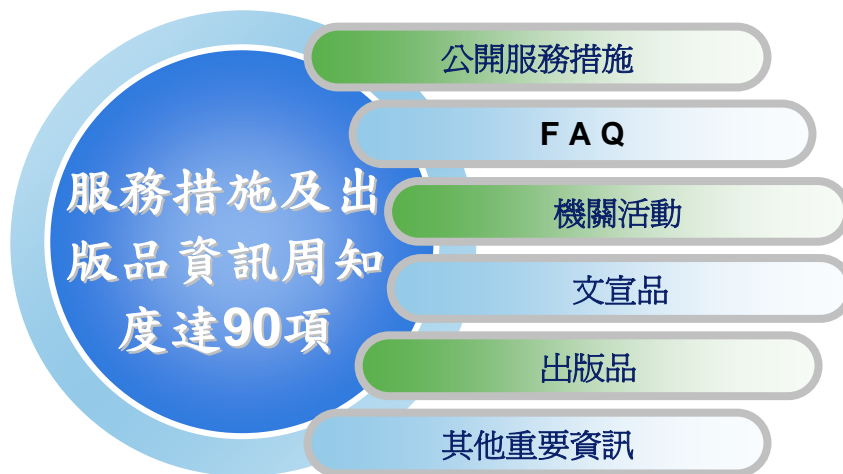 服務措施及出
版品資訊周知
度達90項
公開服務措施
F A Q
機關活動
文宣品
出版品
其他重要資訊